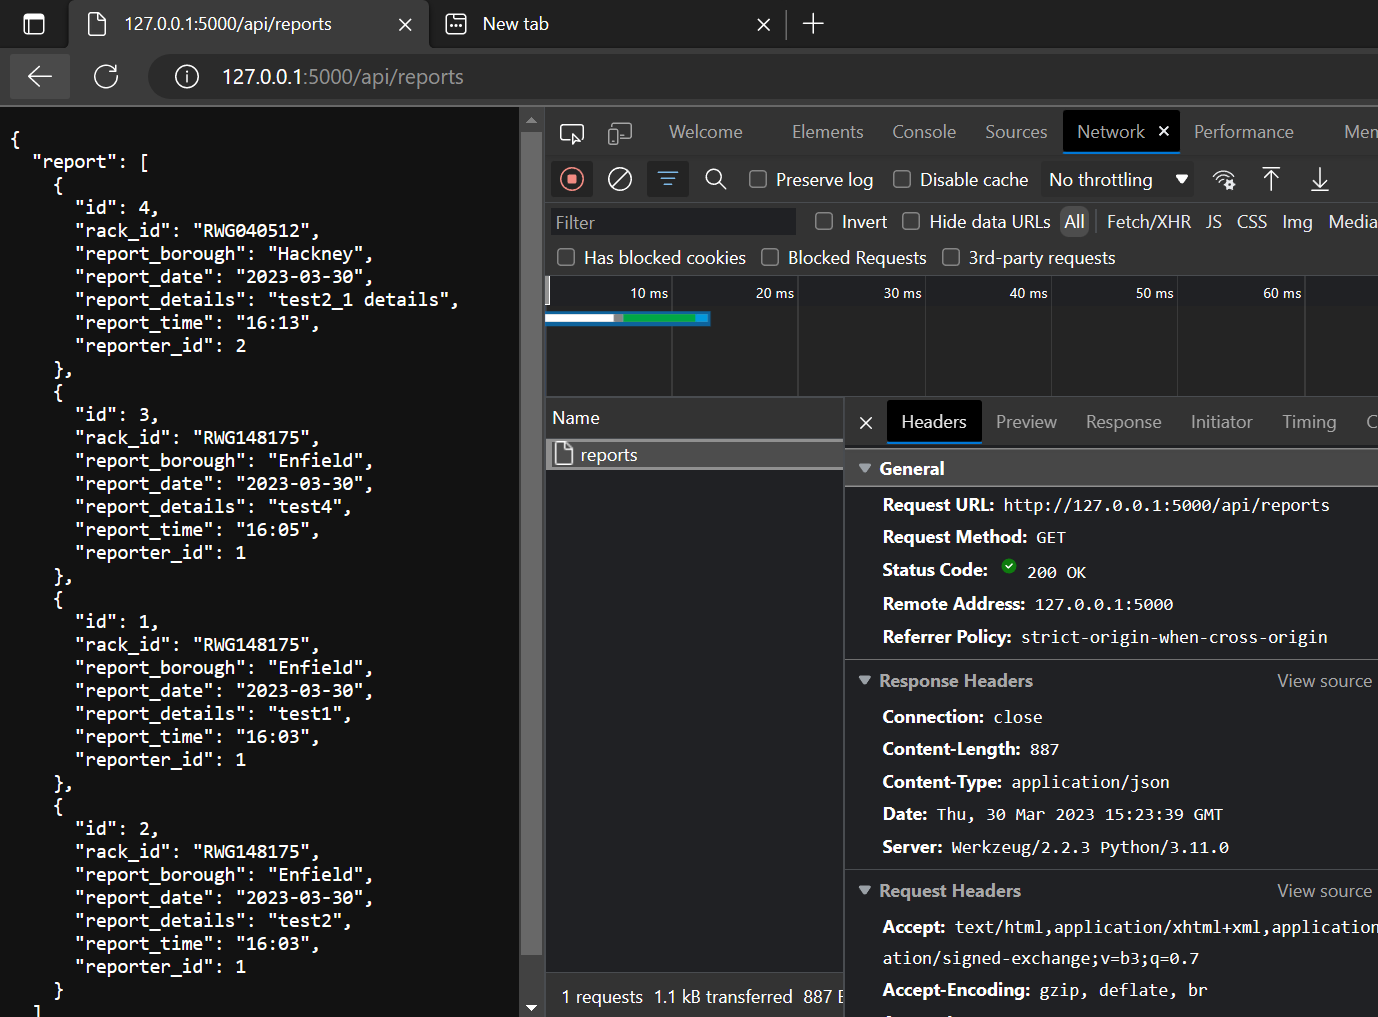 127.0.0.1:5000/api/reports
New tab
127.0.0.1:5000/api/reports
{
"report": [
{
"id": 4,
"rack_id": "RWG040512",
"report_borough": "Hackney",
"report_date": "2023-03-30",
"report_details": "test2_1 details",
"report_time": "16:13",
"reporter_id": 2
},
{
"id": 3,
"rack_id": "RWG148175",
"report_borough": "Enfield",
"report_date": "2023-03-30",
"report_details": "test4",
"report_time": "16:05",
"reporter_id": 1
},
{
"id": 1,
"rack_id": "RWG148175",
"report_borough": "Enfield",
"report_date": "2023-03-30",
"report_details": "test1",
"report_time": "16:03",
"reporter_id": 1
},
{
"id": 2,
"rack_id": "RWG148175",
"report_borough": "Enfield",
"report_date": "2023-03-30",
"report_details": "test2",
"report_time": "16:03",
"reporter_id": 1
}
]
Welcome Elements Console Sources Network Performance Mem
Preserve log Disable cache No throttling
Filter Invert Hide data URLs All Fetch/XHR JS CSS Img Media
Has blocked cookies Blocked Requests 3rd-party requests
10 ms 20 ms 30 ms 40 ms 50 ms 60 ms
Name
reports
1 requests 1.1 kB transferred 887
Headers Preview Response Initiator Timing C
General
Request URL: http://127.0.0.1:5000/api/reports
Request Method: GET
Status Code: 200 OK
Remote Address: 127.0.0.1:5000
Referrer Policy: strict-origin-when-cross-origin
Response Headers View source
Connection: close
Content-Length: 887
Content-Type: application/json
Date: Thu, 30 Mar 2023 15:23:39 GMT
Server: Werkzeug/2.2.3 Python/3.11.0
Request Headers View source
Accept: text/html,application/xhtml+xml,application
ation/signed-exchange;v=b3;q=0.7
Accept-Encoding: gzip, deflate, br